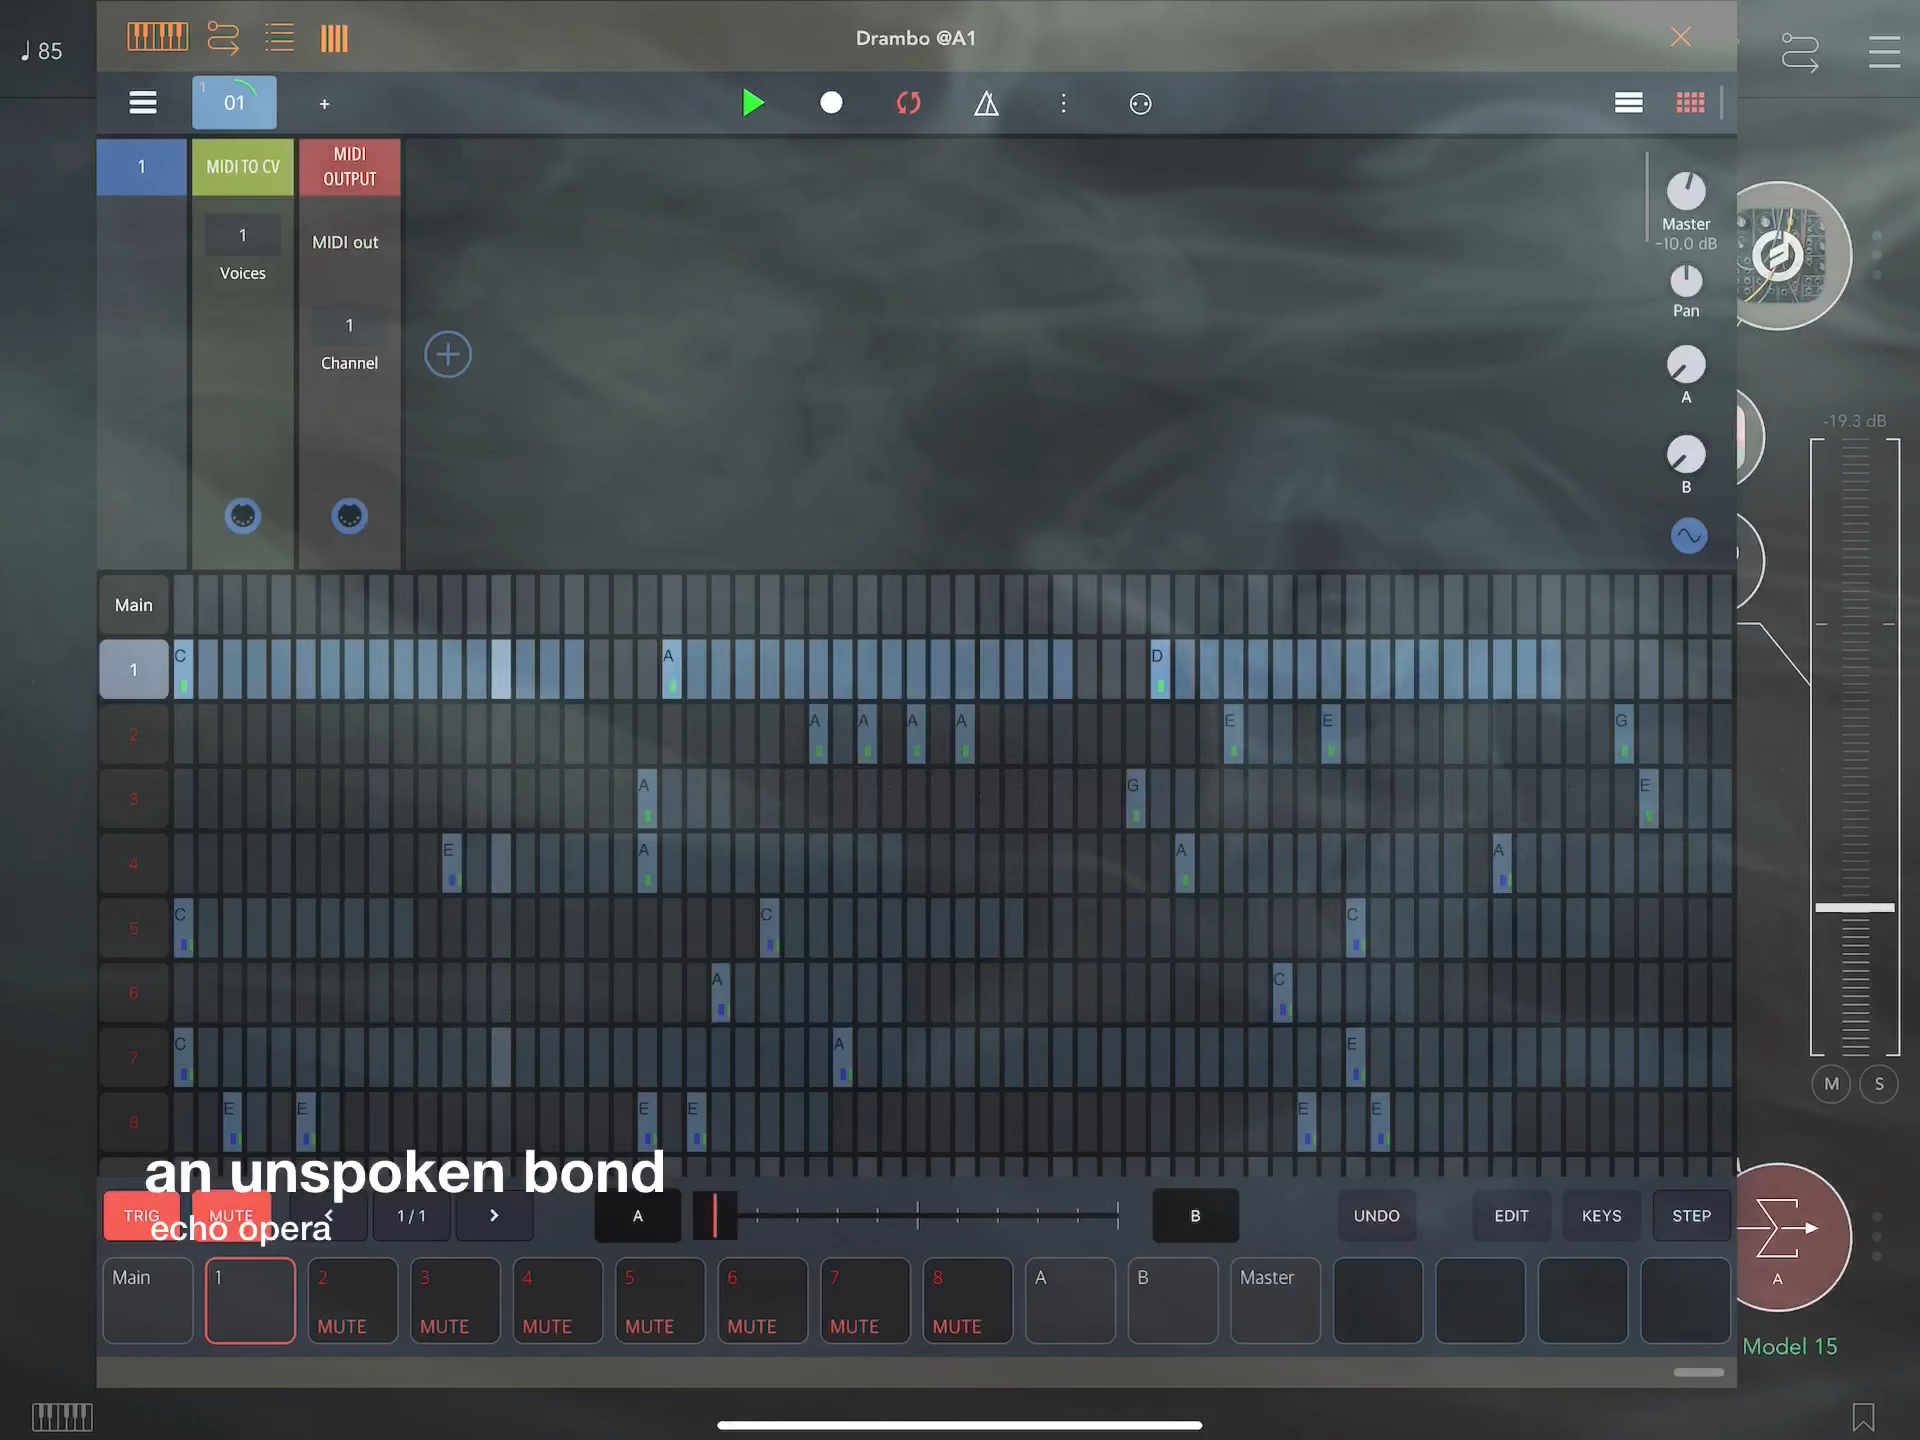 Drambo @A1
85
1
01
+
1
MIDI TO CV
MIDI
OUTPUT
1
Voices
MIDI out
1
Channel
Master
-10.0 dB
Pan
A
B
-19.3 dB
Main
1
C
A
D
2
A
A
A
A
E
E
G
3
A
G
E
4
E
A
A
A
5
C
C
C
6
A
C
7
C
A
E
8
E
E
E
E
E
E
M
S
an unspoken bond
echo opera
TRIG
MUTE
1 / 1
A
B
UNDO
EDIT
KEYS
STEP
Main
1
2
MUTE
3
MUTE
4
MUTE
5
MUTE
6
MUTE
7
MUTE
8
MUTE
A
B
Master
A
Model 15